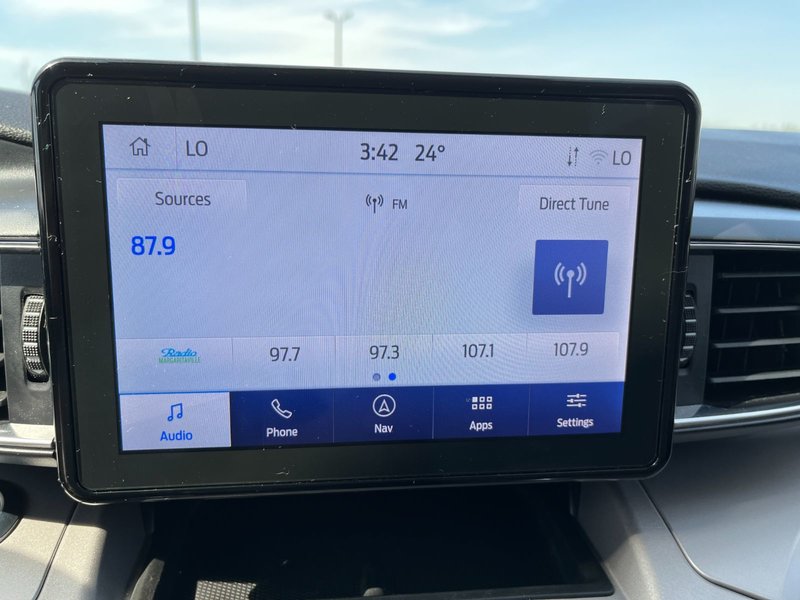 LO 3:42 24° LO
Sources FM Direct Tune
87.9
Radio MARGARITAVILLE 97.7 97.3 107.1 107.9
Audio Phone Nav Apps Settings